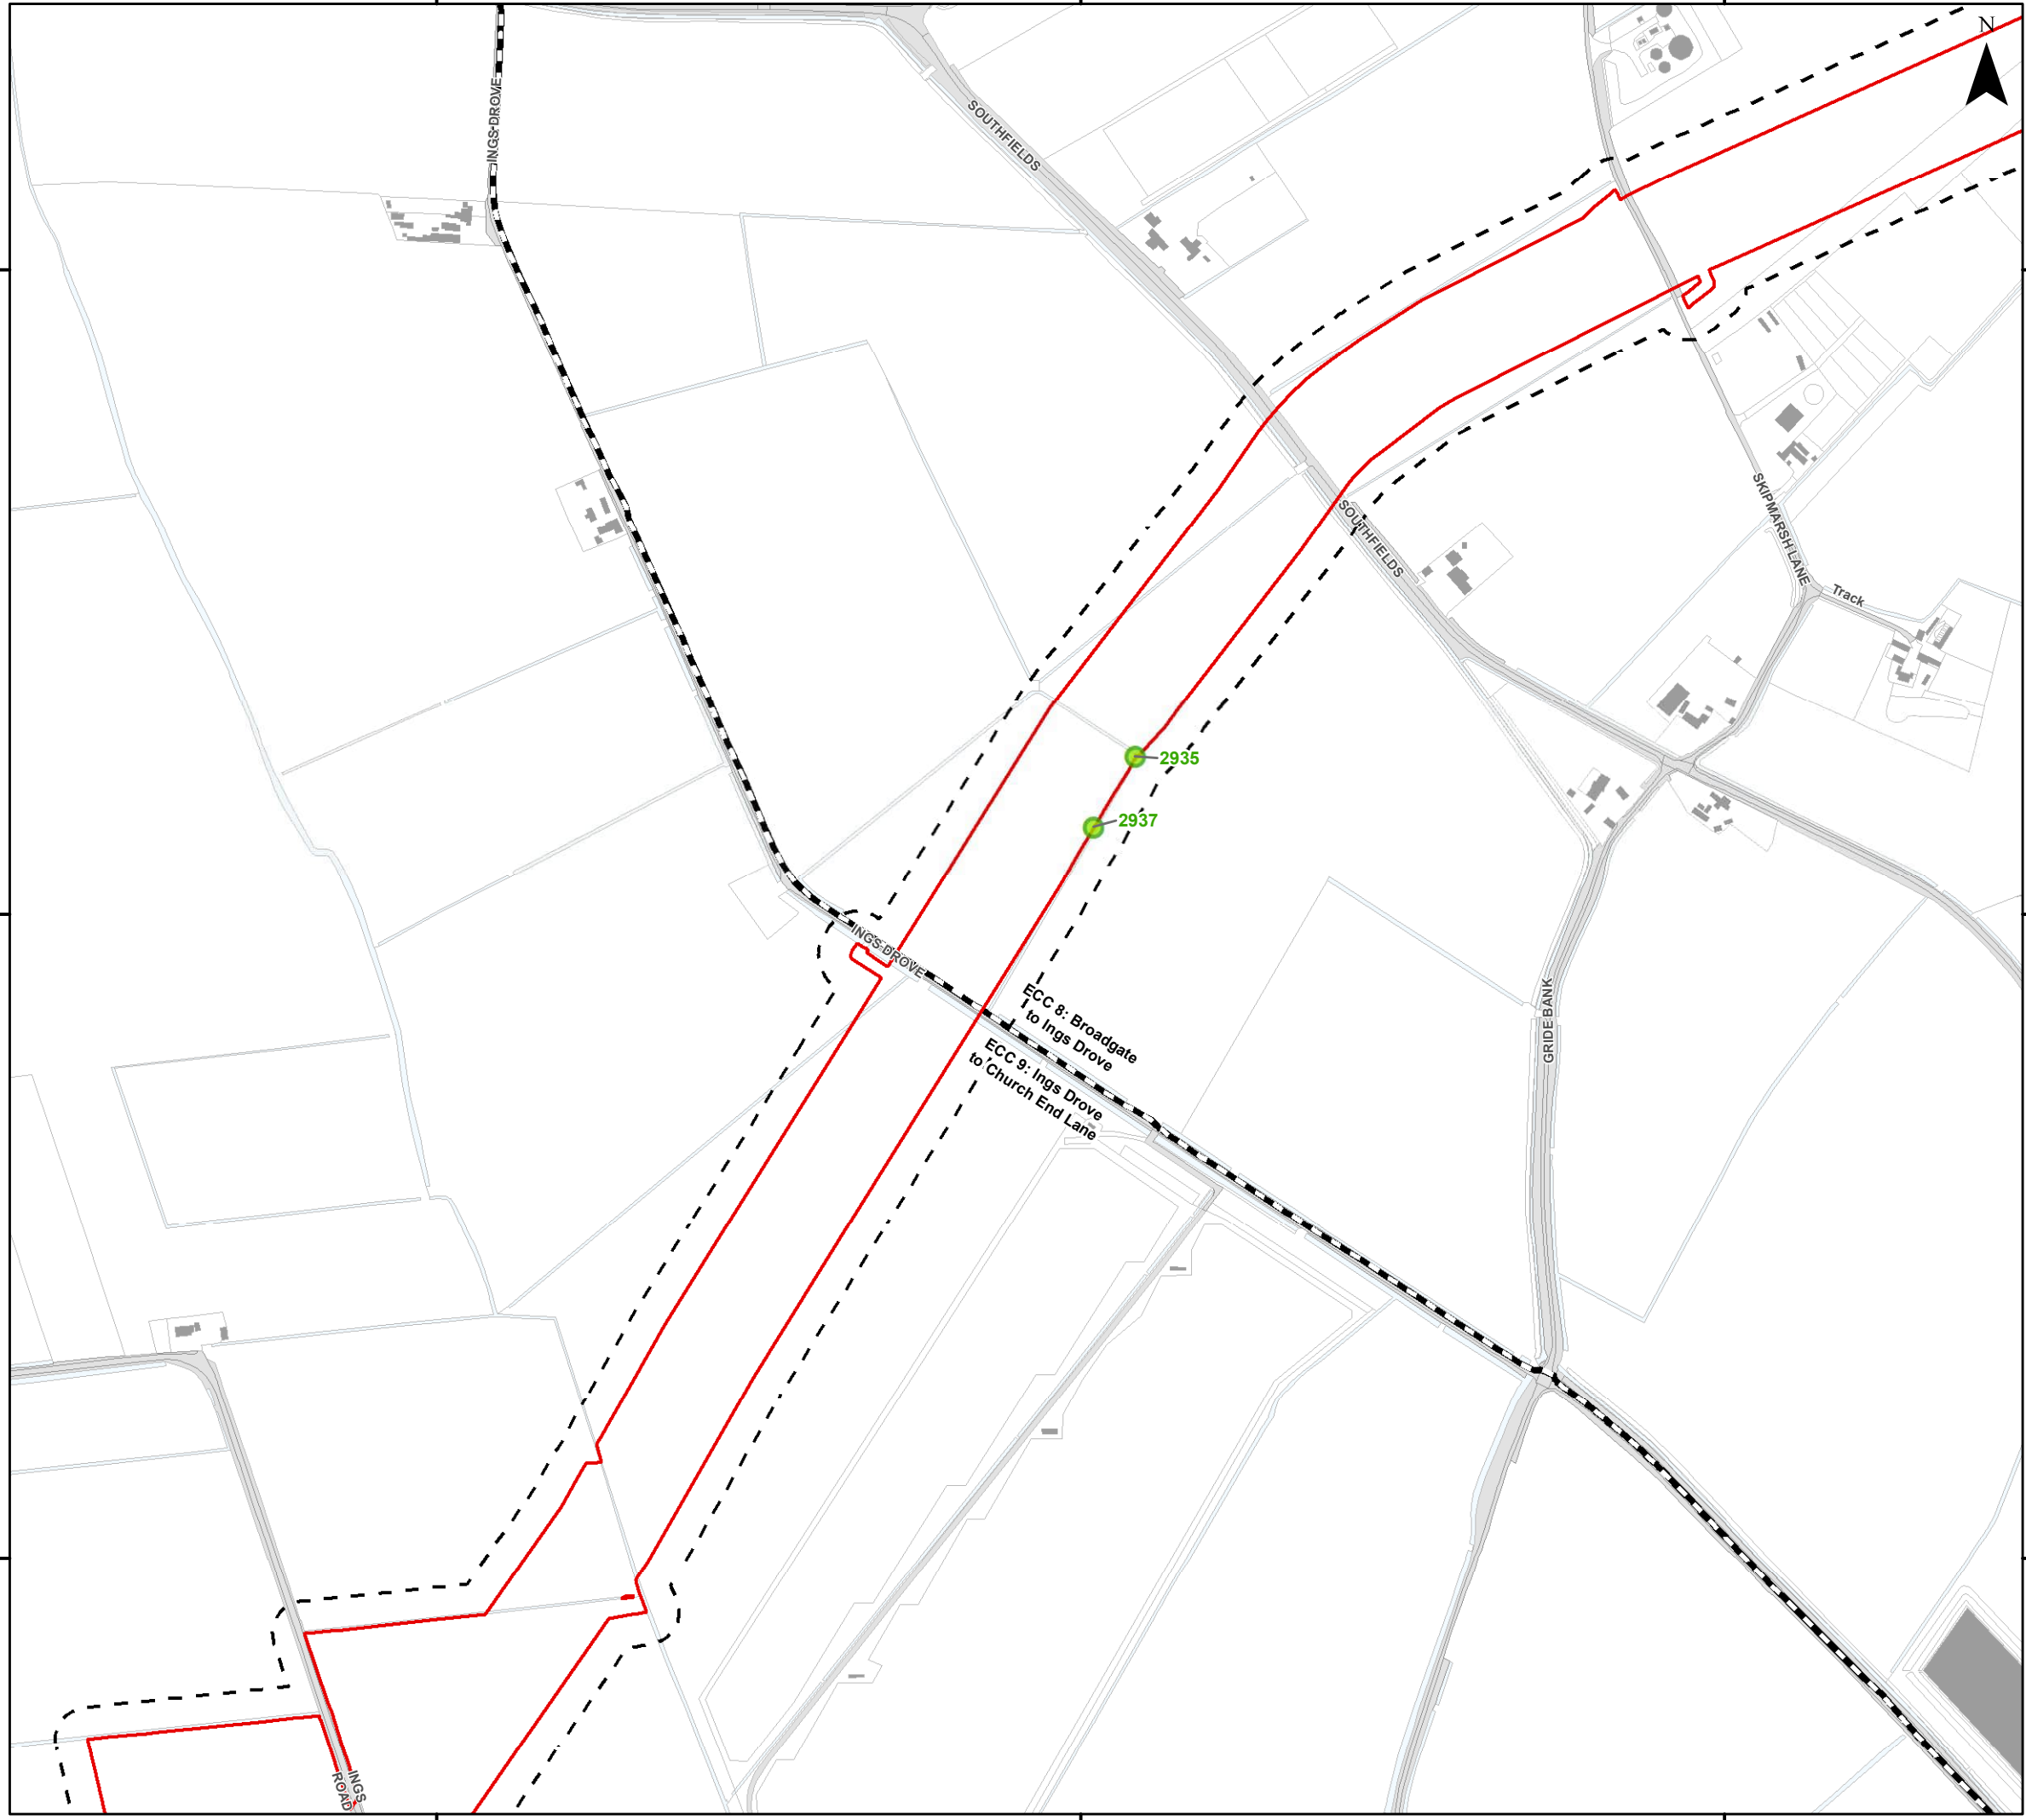 N
INGS DROVE
SOUTHFIELDS
SOUTHFIELDS
SKIPMARSH LANE
Track
2935
2937
INGS DROVE
ECC 8: Broadgate
to Ings Drove
ECC 9: Ings Drove
to Church End Lane
GRIDE BANK
INGS
ROAD